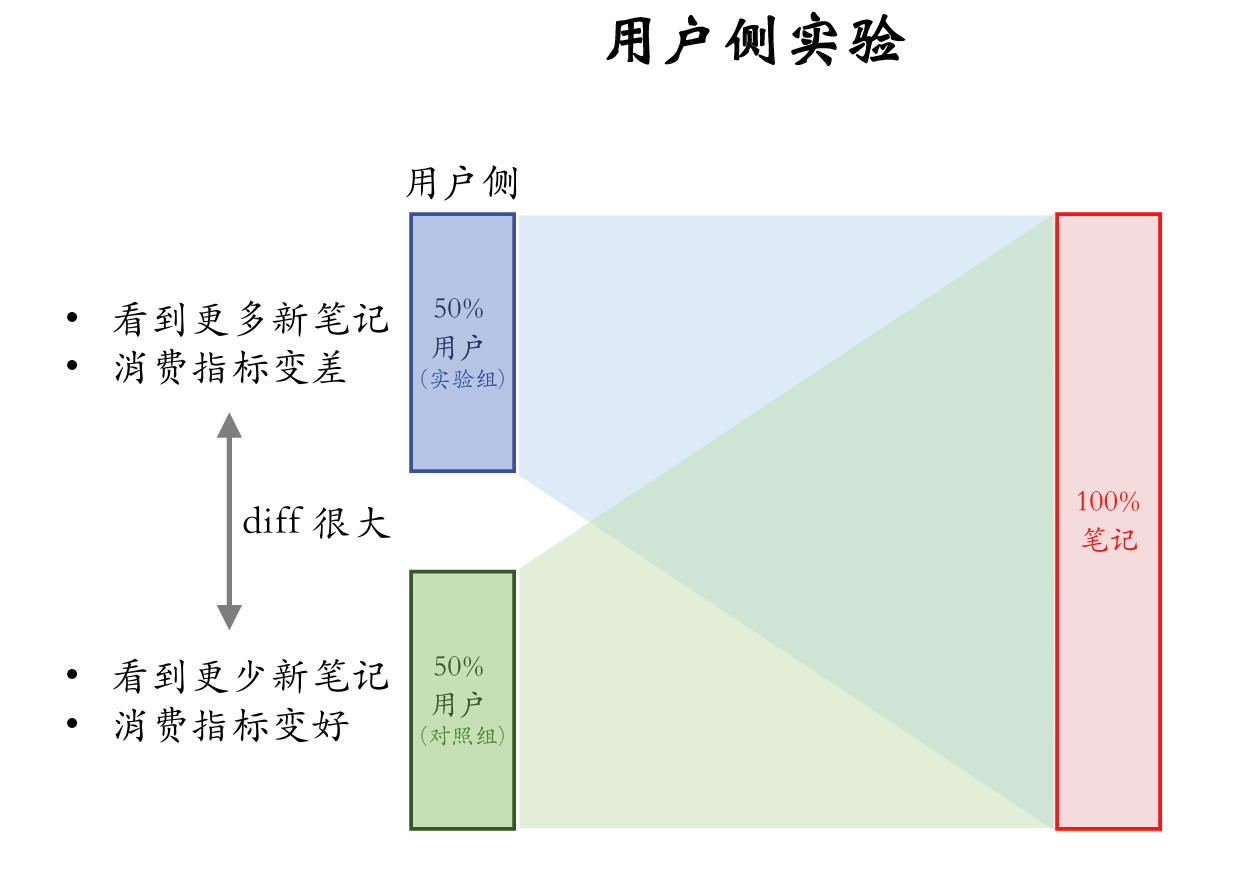 用户侧实验
用户侧
• 看到更多新笔记
• 消费指标变差
50%
用户
(实验组)
diff 很大
100%
笔记
• 看到更少新笔记
• 消费指标变好
50%
用户
(对照组)